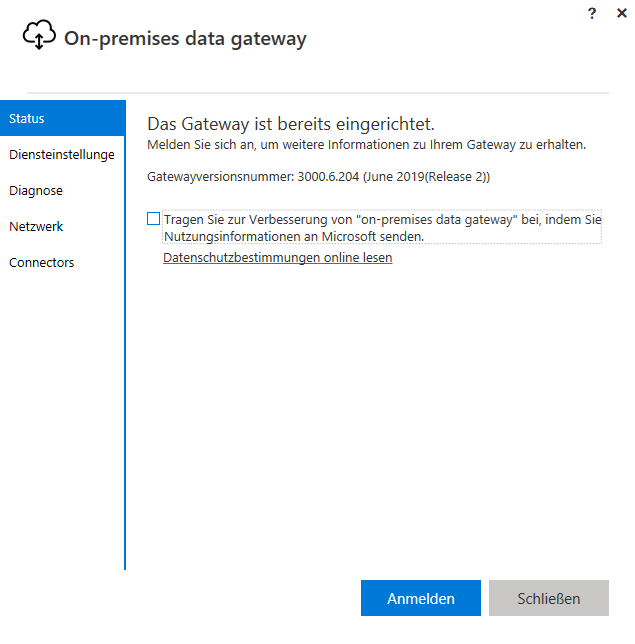 ? ×
On-premises data gateway
Status
Diensteinstellunge
Diagnose
Netzwerk
Connectors
Das Gateway ist bereits eingerichtet.
Melden Sie sich an, um weitere Informationen zu Ihrem Gateway zu erhalten.
Gatewayversionsnummer: 3000.6.204 (June 2019(Release 2))
Tragen Sie zur Verbesserung von "on-premises data gateway" bei, indem Sie
Nutzungsinformationen an Microsoft senden.
Datenschutzbestimmungen online lesen
Anmelden
Schließen